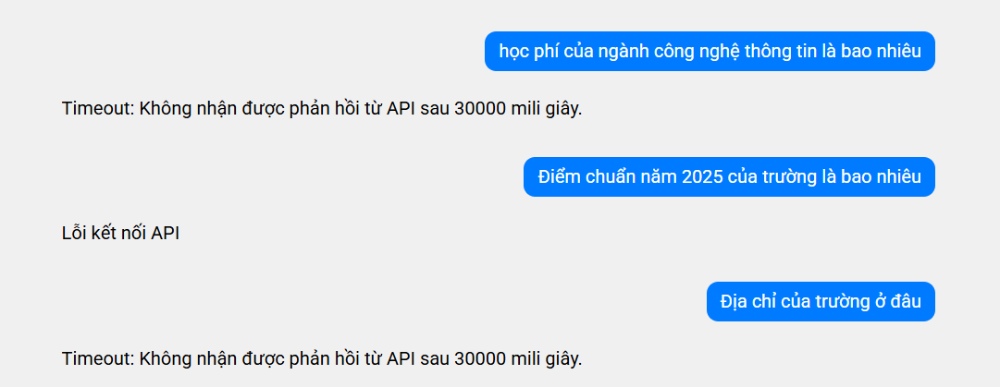 học phí của ngành công nghệ thông tin là bao nhiêu
Timeout: Không nhận được phản hồi từ API sau 30000 mili giây.
Điểm chuẩn năm 2025 của trường là bao nhiêu
Lỗi kết nối API
Địa chỉ của trường ở đâu
Timeout: Không nhận được phản hồi từ API sau 30000 mili giây.